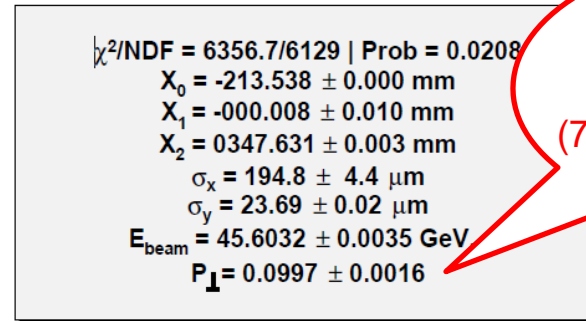 χ²/NDF = 6356.7/6129 | Prob = 0.0208
X₀ = -213.538 ± 0.000 mm
X₁ = -000.008 ± 0.010 mm
X₂ = 0347.631 ± 0.003 mm
(7
σₓ = 194.8 ± 4.4 μm
σᵧ = 23.69 ± 0.02 μm
E_beam = 45.6032 ± 0.0035 GeV
P⊥ = 0.0997 ± 0.0016